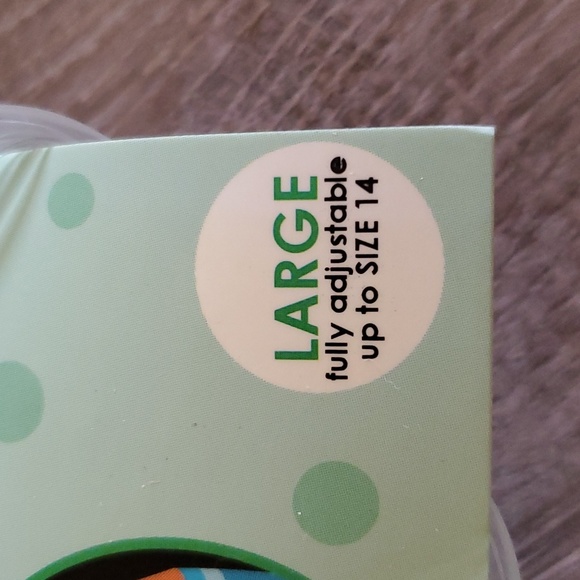 LARGE
fully adjustable
up to SIZE 14